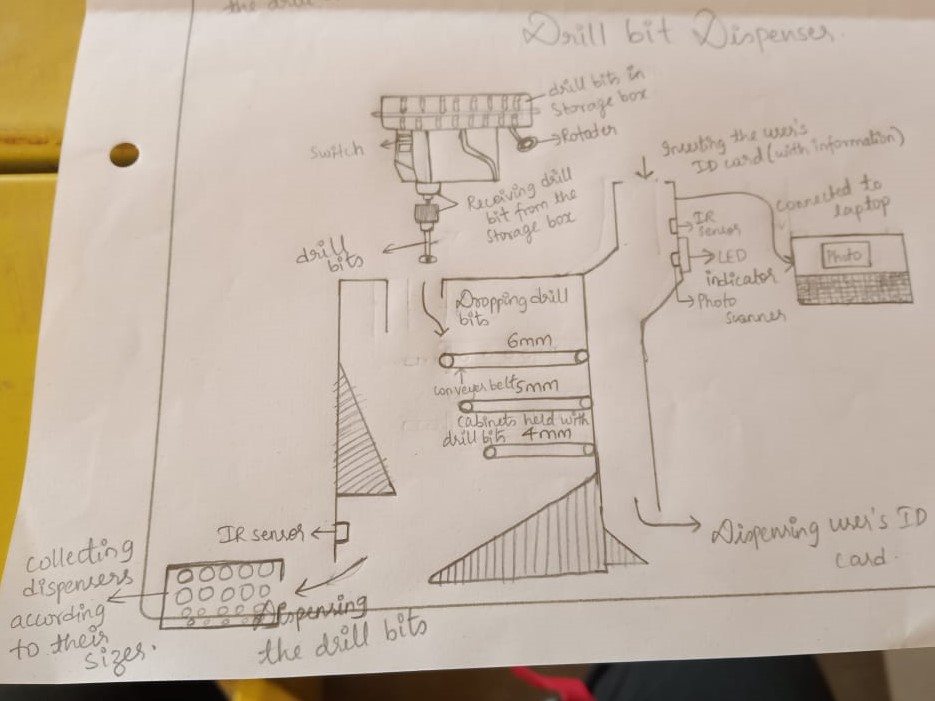 the drill
Drill bit Dispenser.
drill bits in
storage box
Rotader
Switch
Receiving drill
bit from the
storage box
drill
bits
Inserting the user's
ID card (with information)
connected to
laptop
IR
sensor
LED
indicator
Photo
scanner
Photo
Dropping drill
bits
6mm
conveyer belt
5mm
cabinets held with
drill bits
4mm
IR sensor
collecting
dispensers
according
to their
sizes.
Dispensing
the drill bits
Dispensing user's ID
card.